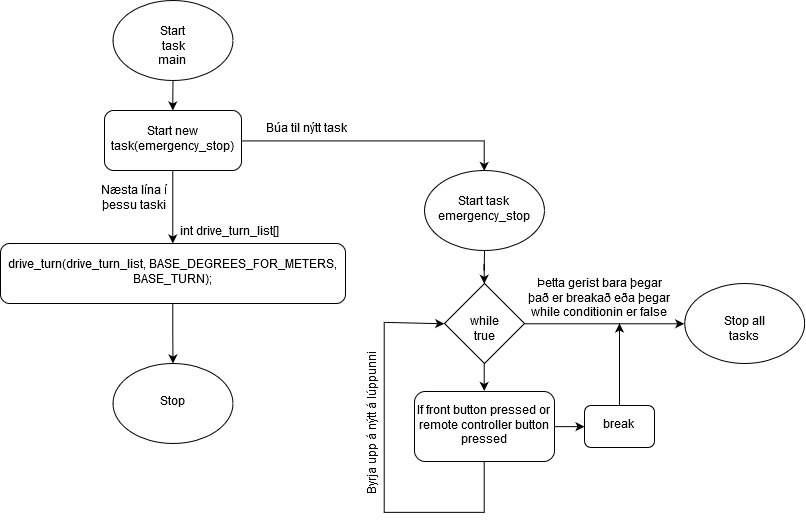 Start
task
main
Start new
task(emergency_stop)
Búa til nýtt task
Næsta lína í
þessu taski
int drive_turn_list[]
drive_turn(drive_turn_list, BASE_DEGREES_FOR_METERS,
BASE_TURN);
Stop
Start task
emergency_stop
while
true
Þetta gerist bara þegar
það er breakað eða þegar
while conditionin er false
Stop all
tasks
If front button pressed or
remote controller button
pressed
break
Byrja upp á nýtt á lúppunni